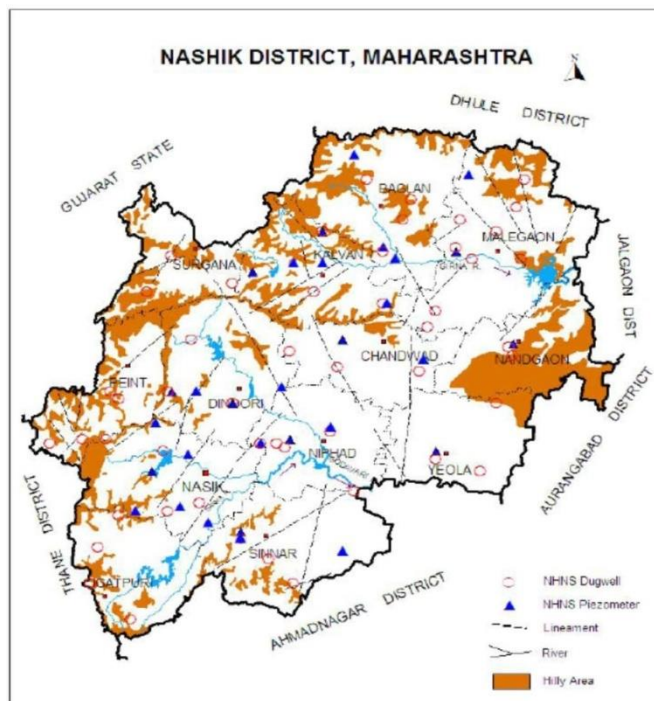 NASHIK DISTRICT, MAHARASHTRA
N
DHULE DISTRICT
GUJARAT STATE
BAGLAN
MALEGAON
SURGANA
KALVAN
GIRNA R.
JALGAON DIST
CHANDWAD
NANDGAON
PEINT
DINDORI
NIPHAD
AURANGABAD DISTRICT
YEOLA
NASIK
THANE DISTRICT
SINNAR
IGATPURI
AHMADNAGAR DISTRICT
NHNS Dugwell
NHNS Piezometer
Lineament
River
Hilly Area